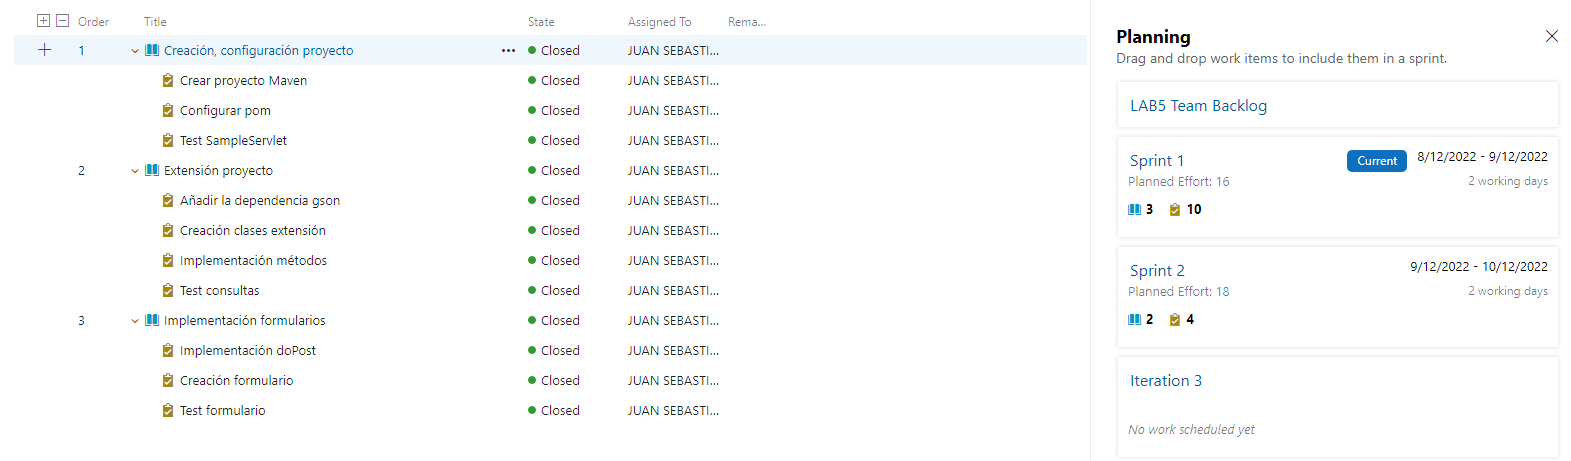 Order Title State Assigned To Rema...
1 Creación, configuración proyecto ••• Closed JUAN SEBASTI...
Crear proyecto Maven Closed JUAN SEBASTI...
Configurar pom Closed JUAN SEBASTI...
Test SampleServlet Closed JUAN SEBASTI...
2 Extensión proyecto Closed JUAN SEBASTI...
Añadir la dependencia gson Closed JUAN SEBASTI...
Creación clases extensión Closed JUAN SEBASTI...
Implementación métodos Closed JUAN SEBASTI...
Test consultas Closed JUAN SEBASTI...
3 Implementación formularios Closed JUAN SEBASTI...
Implementación doPost Closed JUAN SEBASTI...
Creación formulario Closed JUAN SEBASTI...
Test formulario Closed JUAN SEBASTI...
Planning
Drag and drop work items to include them in a sprint.
LAB5 Team Backlog
Sprint 1 Current 8/12/2022 - 9/12/2022
Planned Effort: 16 2 working days
3 10
Sprint 2 9/12/2022 - 10/12/2022
Planned Effort: 18 2 working days
2 4
Iteration 3
No work scheduled yet